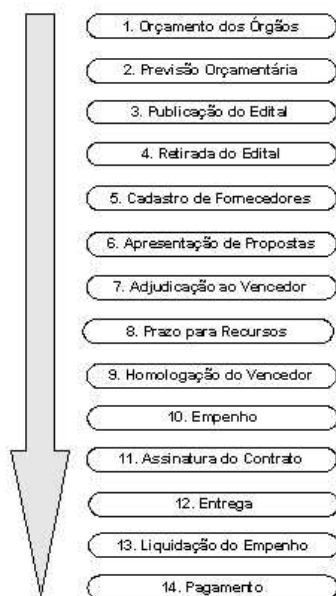 1. Orçamento dos Órgãos
2. Previsão Orçamentária
3. Publicação do Edital
4. Retirada do Edital
5. Cadastro de Fornecedores
6. Apresentação de Propostas
7. Adjudicação ao Vencedor
8. Prazo para Recursos
9. Homologação do Vencedor
10. Empenho
11. Assinatura do Contrato
12. Entrega
13. Liquidação do Empenho
14. Pagamento